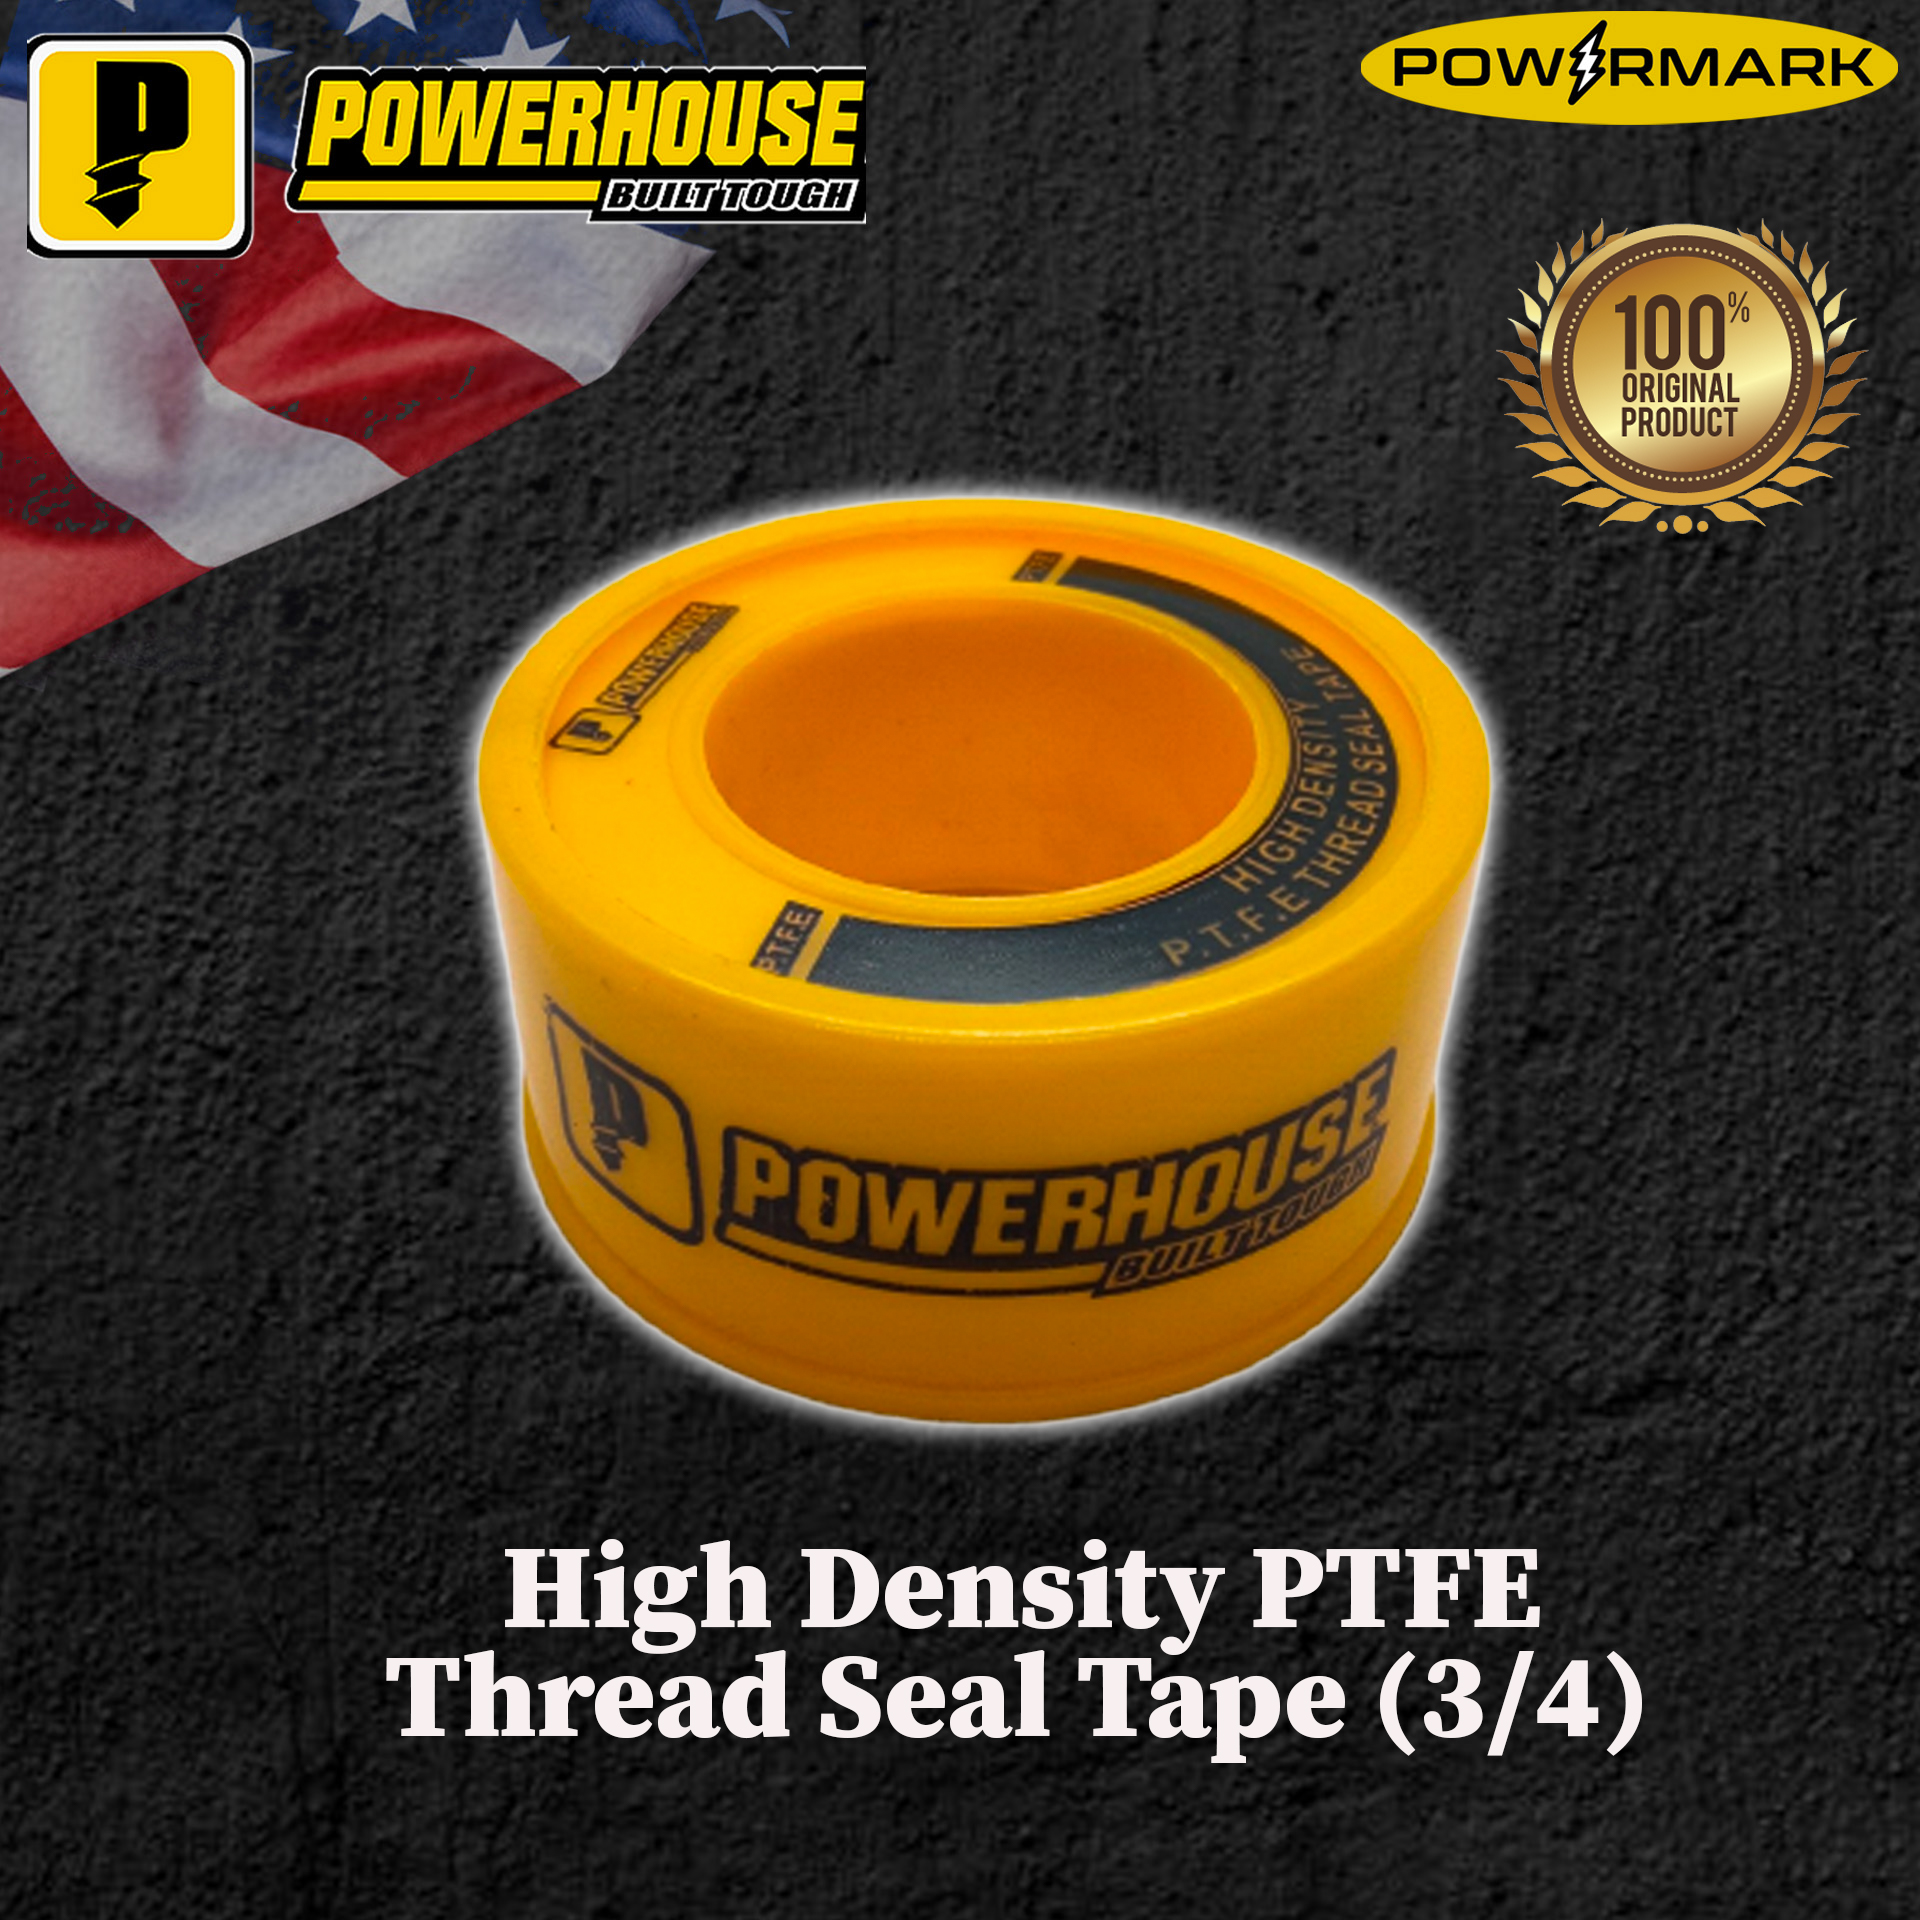 POWERHOUSE
BUILT TOUGH
POWERMARK
100%
ORIGINAL
PRODUCT
POWERHOUSE
P.T.F.E
HIGH DENSITY
P.T.F.E THREAD SEAL TAPE
P.T.F.E
POWERHOUSE
BUILT TOUGH
High Density PTFE
Thread Seal Tape (3/4)